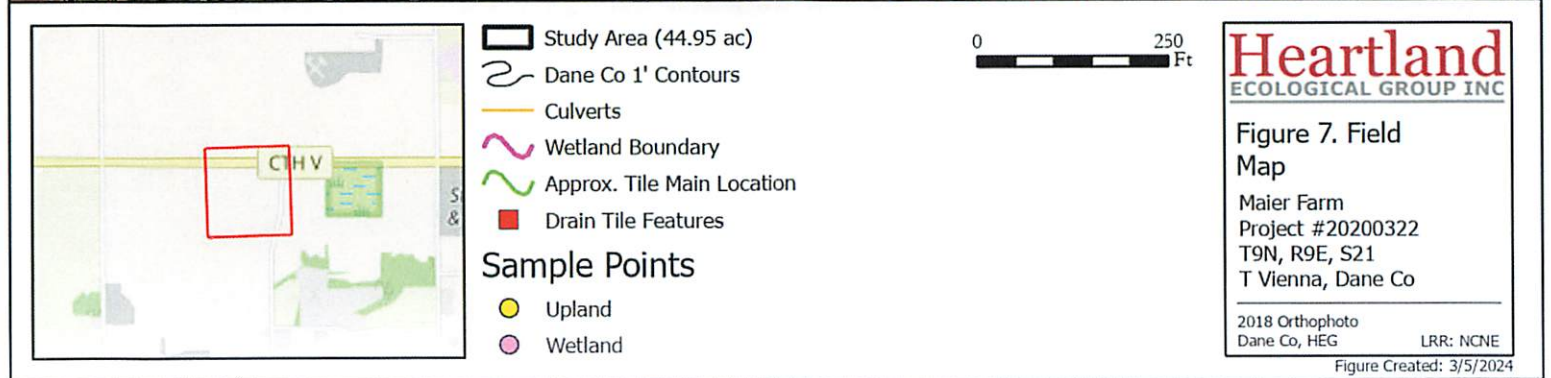 CTH V
S
&
Study Area (44.95 ac)
Dane Co 1' Contours
Culverts
Wetland Boundary
Approx. Tile Main Location
Drain Tile Features
Sample Points
Upland
Wetland
0 250
Ft
Heartland
ECOLOGICAL GROUP INC
Figure 7. Field
Map
Maier Farm
Project #20200322
T9N, R9E, S21
T Vienna, Dane Co
2018 Orthophoto
Dane Co, HEG LRR: NCNE
Figure Created: 3/5/2024